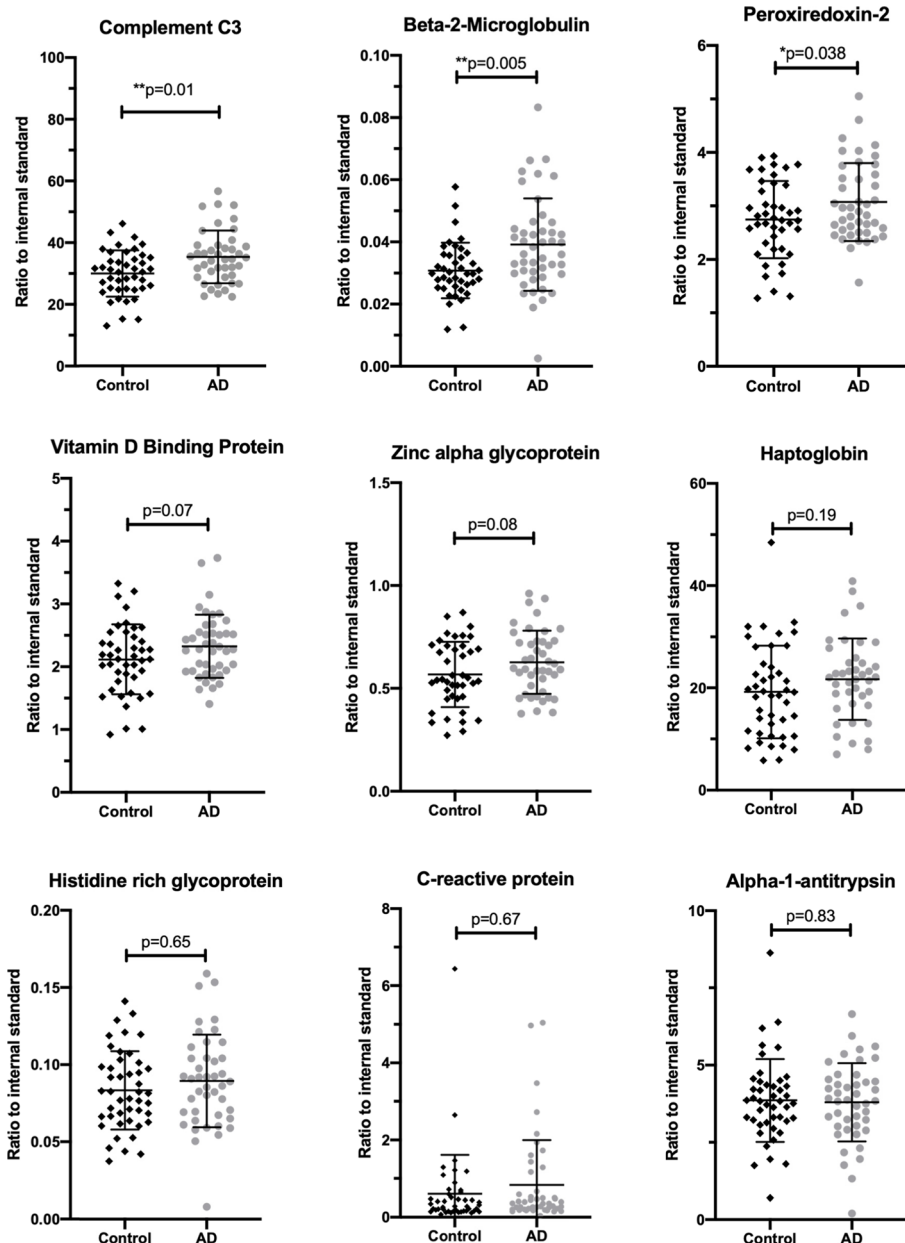 Complement C3
Ratio to internal standard
100
80
60
40
20
0
**p=0.01
Control
AD
Beta-2-Microglobulin
Ratio to internal standard
0.10
0.08
0.06
0.04
0.02
0.00
**p=0.005
Control
AD
Peroxiredoxin-2
Ratio to internal standard
6
4
2
0
*p=0.038
Control
AD
Vitamin D Binding Protein
Ratio to internal standard
5
4
3
2
1
0
p=0.07
Control
AD
Zinc alpha glycoprotein
Ratio to internal standard
1.5
1.0
0.5
0.0
p=0.08
Control
AD
Haptoglobin
Ratio to internal standard
60
40
20
0
p=0.19
Control
AD
Histidine rich glycoprotein
Ratio to internal standard
0.20
0.15
0.10
0.05
0.00
p=0.65
Control
AD
C-reactive protein
Ratio to internal standard
8
6
4
2
0
p=0.67
Control
AD
Alpha-1-antitrypsin
Ratio to internal standard
10
5
0
p=0.83
Control
AD